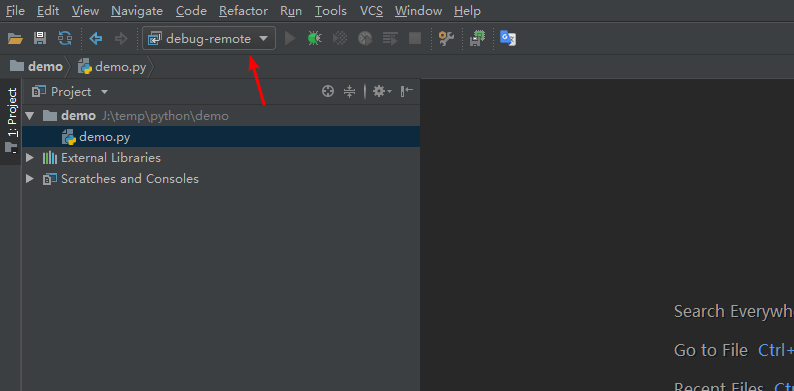 File Edit View Navigate Code Refactor Run Tools VCS Window Help
debug-remote
demo demo.py
1: Project
Project
demo J:\temp\python\demo
demo.py
External Libraries
Scratches and Consoles
Search Everywh
Go to File Ctrl+
Recent Files Ct